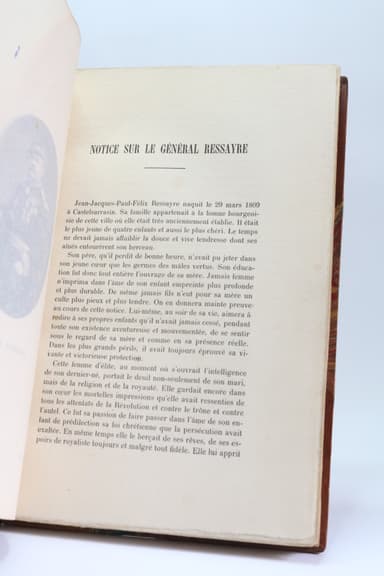 NOTICE SUR LE GÉNÉRAL RESSAYRE
Jean-Jacques-Paul-Félix Ressayre naquit le 29 mars 1809
à Castelsarrasin. Sa famille appartenait à la bonne bourgeoi-
sie de cette ville où elle était très anciennement établie. Il était
le plus jeune de quatre enfants et aussi le plus chéri. Le temps
ne devait jamais affaiblir la douce et vive tendresse dont ses
aînés entourèrent son berceau.
Son père, qu'il perdit de bonne heure, n'avait pu jeter dans
son jeune cœur que les germes des mâles vertus. Son éduca-
tion fut donc tout entière l'ouvrage de sa mère. Jamais femme
n'imprima dans l'âme de son enfant empreinte plus profonde
et plus durable. De même jamais fils n'eut pour sa mère un
culte plus pieux et plus tendre. On en donnera mainte preuve
au cours de cette notice. Lui-même, au soir de sa vie, aimera à
redire à ses propres enfants qu'il n'avait jamais cessé, pendant
toute son existence aventureuse et mouvementée, de se sentir
sous le regard de sa mère et comme en sa présence réelle.
Dans les plus grands périls, il avait toujours éprouvé sa vi-
vante et victorieuse protection.
Cette femme d'élite, au moment où s'ouvrait l'intelligence
de son dernier-né, portait le deuil non-seulement de son mari,
mais de la religion et de la royauté. Elle gardait encore dans
son cœur les mortelles impressions qu'elle avait ressenties de
tous les attentats de la Révolution et contre le trône et contre
l'autel. Ce fut sa passion de faire passer dans l'âme de son en-
fant de prédilection sa foi chrétienne que la persécution avait
exaltée. En même temps elle le berçait de ses rêves, de ses es-
poirs de royaliste toujours et malgré tout fidèle. Elle lui apprit